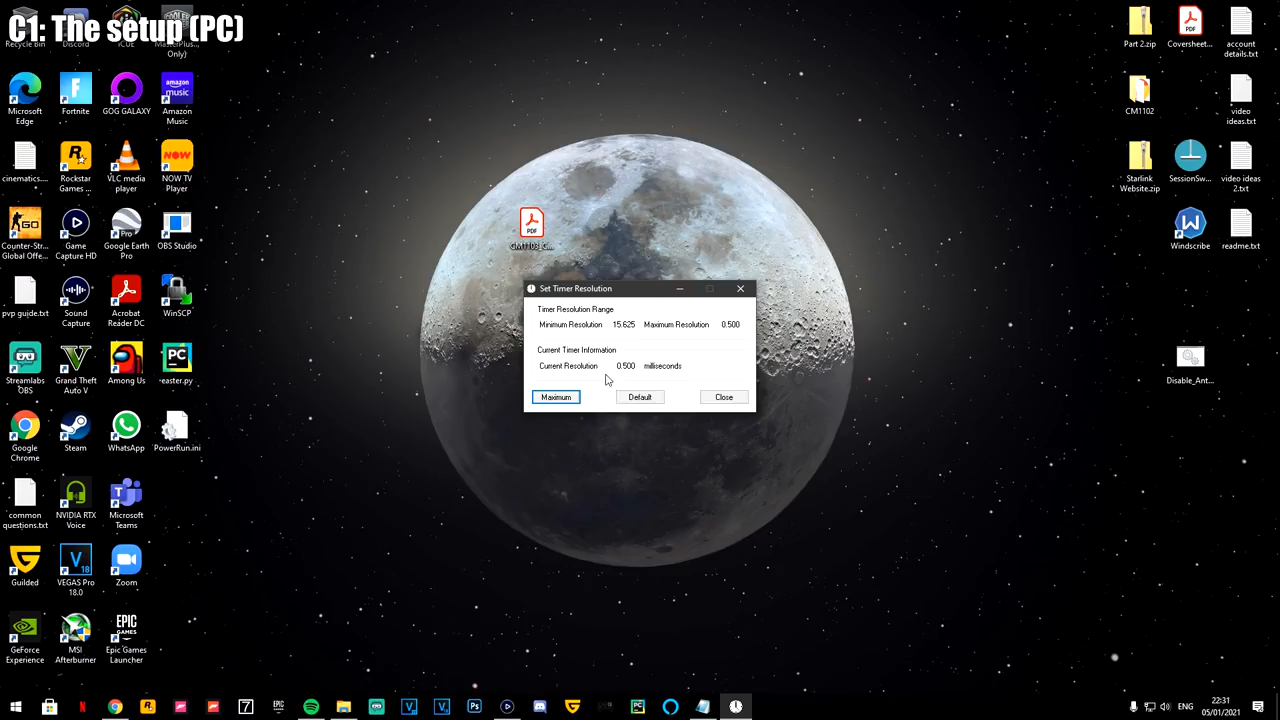 C1: The setup (PC)
Recycle Bin
Discord
iCUE
MasterPlus...
Only)
Microsoft
Edge
Fortnite
GOG GALAXY
Amazon
Music
cinematics....
Rockstar
Games ...
VLC media
player
NOW TV
Player
Counter-Str...
Global Offe...
Game
Capture HD
Google Earth
Pro
OBS Studio
pvp guide.txt
Sound
Capture
Acrobat
Reader DC
WinSCP
Streamlabs
OBS
Grand Theft
Auto V
Among Us
easter.py
Google
Chrome
Steam
WhatsApp
PowerRun.ini
common
questions.txt
NVIDIA RTX
Voice
Microsoft
Teams
Guilded
VEGAS Pro
18.0
Zoom
GeForce
Experience
MSI
Afterburner
Epic Games
Launcher
Part 2.zip
Coversheet...
account
details.txt
CM1102
video
ideas.txt
Starlink
Website.zip
SessionSw...
video ideas
2.txt
Windscribe
readme.txt
Disable_Ant...
Set Timer Resolution
Timer Resolution Range
Minimum Resolution 15.625 Maximum Resolution 0.500
Current Timer Information
Current Resolution 0.500 milliseconds
Maximum Default Close
ENG
22:31
05/01/2021